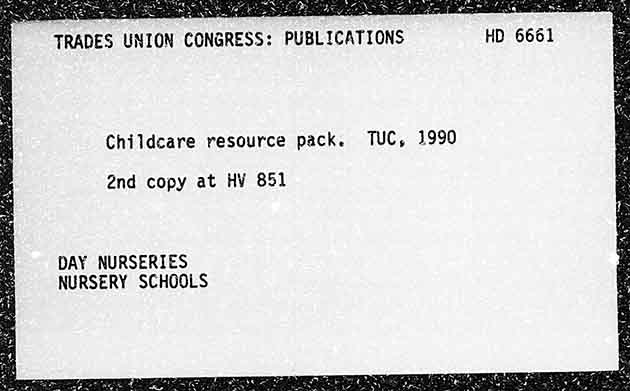 TRADES UNION CONGRESS: PUBLICATIONS HD 6661
Childcare resource pack. TUC, 1990
2nd copy at HV 851
DAY NURSERIES
NURSERY SCHOOLS